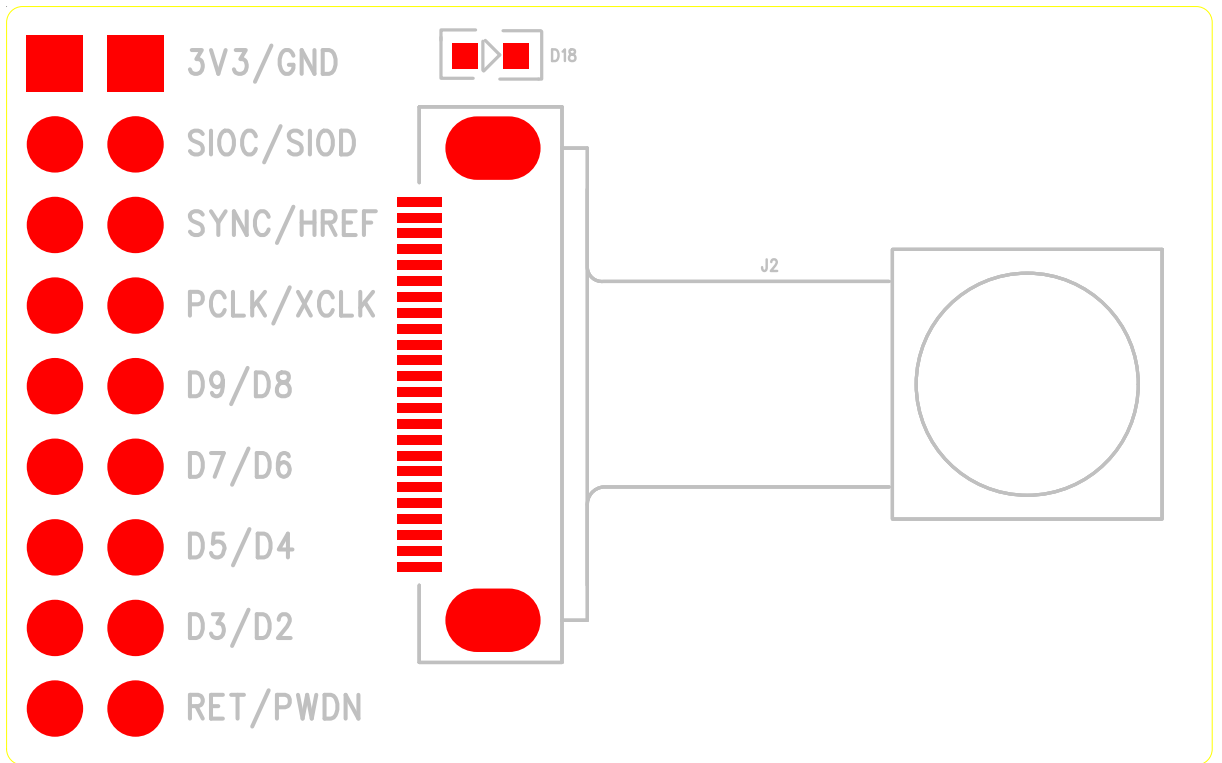 3V3/GND
D18
SIOC/SIOD
SYNC/HREF
J2
PCLK/XCLK
D9/D8
D7/D6
D5/D4
D3/D2
RET/PWDN